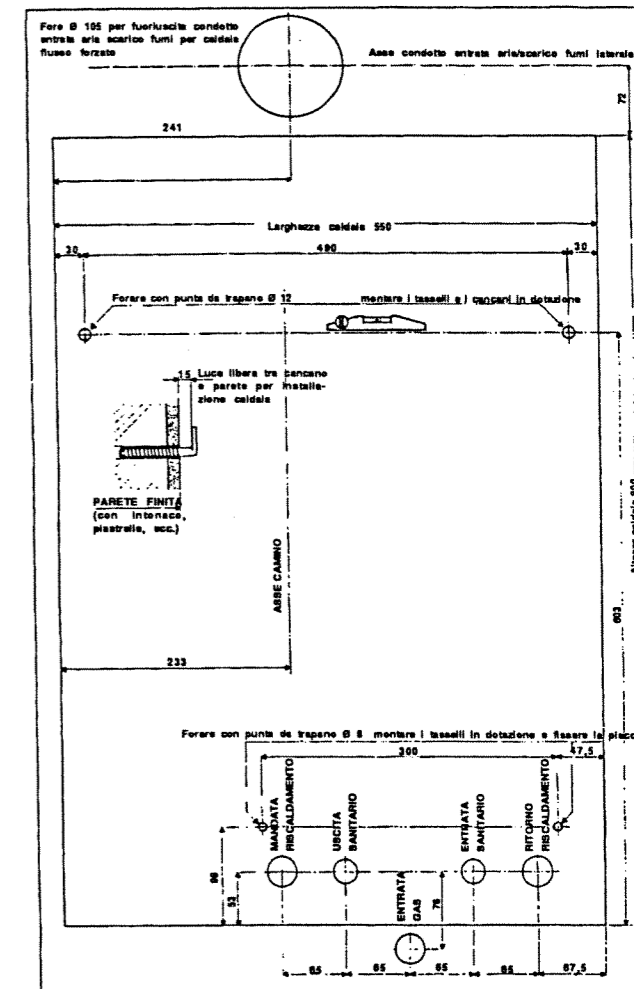 Foro Ø 105 per fuoriuscita condotto
entrata aria scarico fumi per caldaia
flusso forzato
Asse condotto entrata aria/scarico fumi laterale
72
241
Larghezza caldaia 550
30
490
30
Forare con punta da trapano Ø 12
montare i tasselli e i cancani in dotazione
15
Luce libera tra cancano
e parete per installa-
zione caldaia
PARETE FINITA
(con intonaco,
piastrelle, ecc.)
ASSE CAMINO
603
233
Forare con punta da trapano Ø 8 montare i tasselli in dotazione e fissare la placc
300
47,5
MANDATA
RISCALDAMENTO
USCITA
SANITARIO
ENTRATA
SANITARIO
RITORNO
RISCALDAMENTO
53
ENTRATA
GAS
76
65
65
65
65
67,5